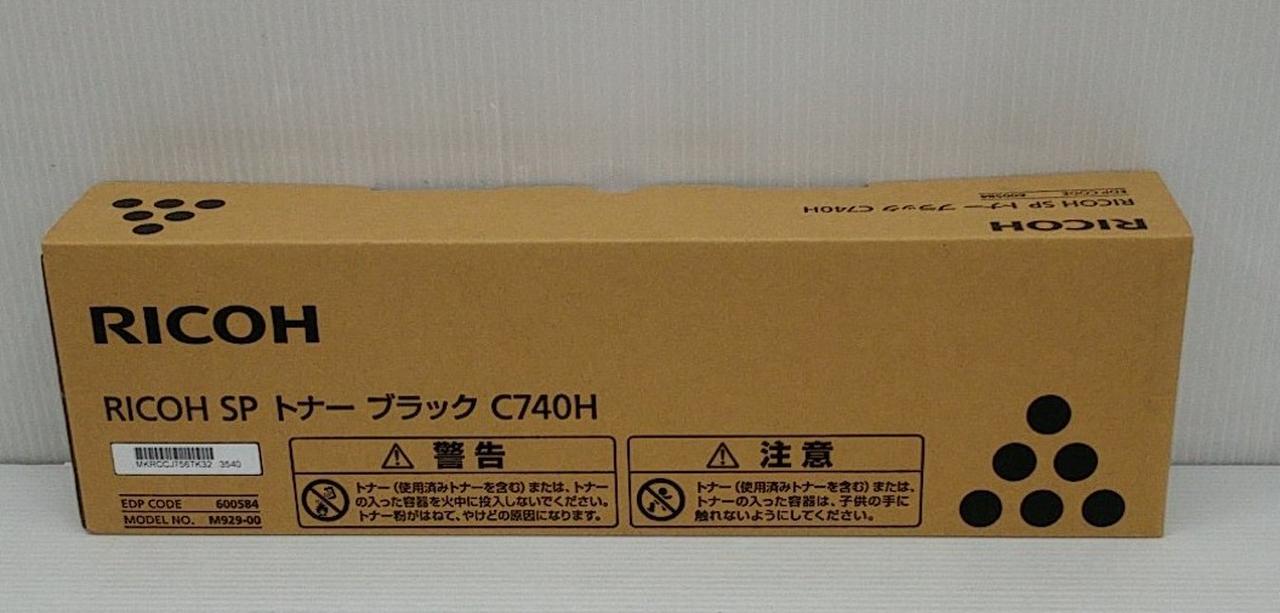 EDP CODE 600584
RICOH SP トナー ブラック C740H
RICOH
RICOH
RICOH SP トナー ブラック C740H
MKRCCJ7567K32 3540
EDP CODE 600584
MODEL NO. M929-00
警告
トナー(使用済みトナーを含む)または、トナー
の入った容器を火中に投入しないでください。
トナー粉がはねて、やけどの原因になります。
注意
トナー(使用済みトナーを含む)または、
トナーの入った容器は、子供の手に
触れないようにしてください。